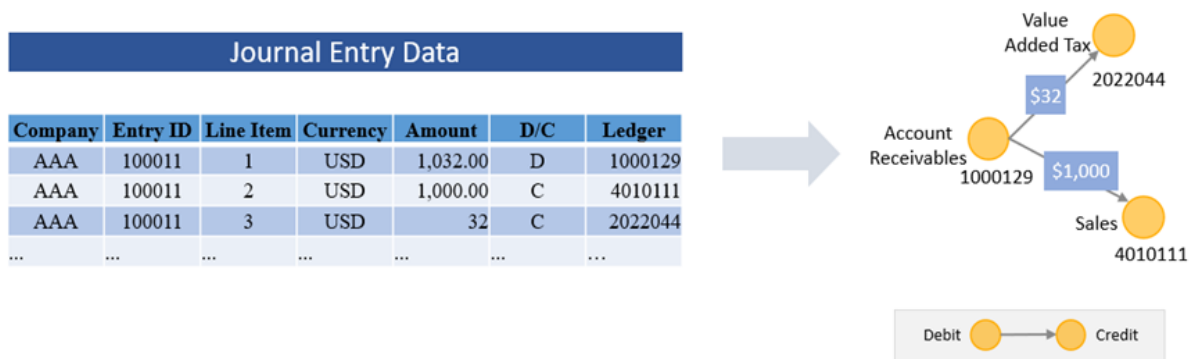 Journal Entry Data
Company Entry ID Line Item Currency Amount D/C Ledger
AAA 100011 1 USD 1,032.00 D 1000129
AAA 100011 2 USD 1,000.00 C 4010111
AAA 100011 3 USD 32 C 2022044
... ... ... ... ... ... ...
Value
Added Tax
2022044
$32
Account
Receivables
1000129
$1,000
Sales
4010111
Debit Credit